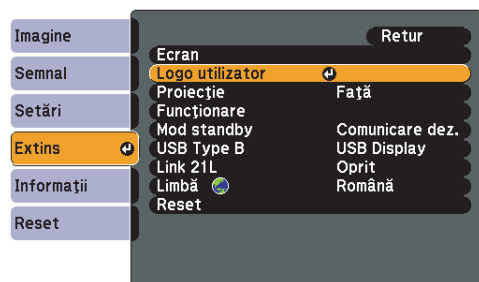 Imagine
Semnal
Setări
Extins
Informaţii
Reset
Retur
Ecran
Logo utilizator
Proiecţie Faţă
Funcţionare
Mod standby Comunicare dez.
USB Type B USB Display
Link 21L Oprit
Limbă Română
Reset